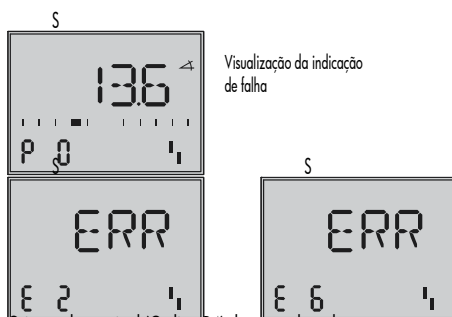 S
13.6
Visualização da indicação
de falha
P 0
S
S
ERR
ERR
E 2
E 6